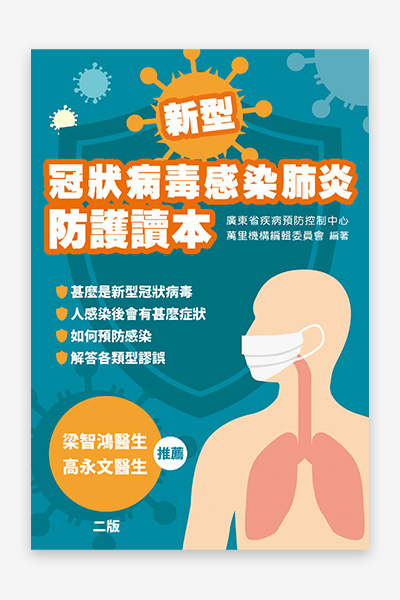 新型
冠狀病毒感染肺炎
防護讀本
廣東省疾病預防控制中心
萬里機構編輯委員會 編著
甚麼是新型冠狀病毒
人感染後會有甚麼症狀
如何預防感染
解答各類型謬誤
梁智鴻醫生
高永文醫生
推薦
二版